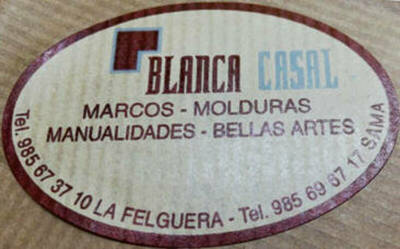 BLANCA CASAL
MARCOS - MOLDURAS
MANUALIDADES - BELLAS ARTES
Tel. 985 67 37 10 LA FELGUERA - Tel. 985 69 67 17 SAMA